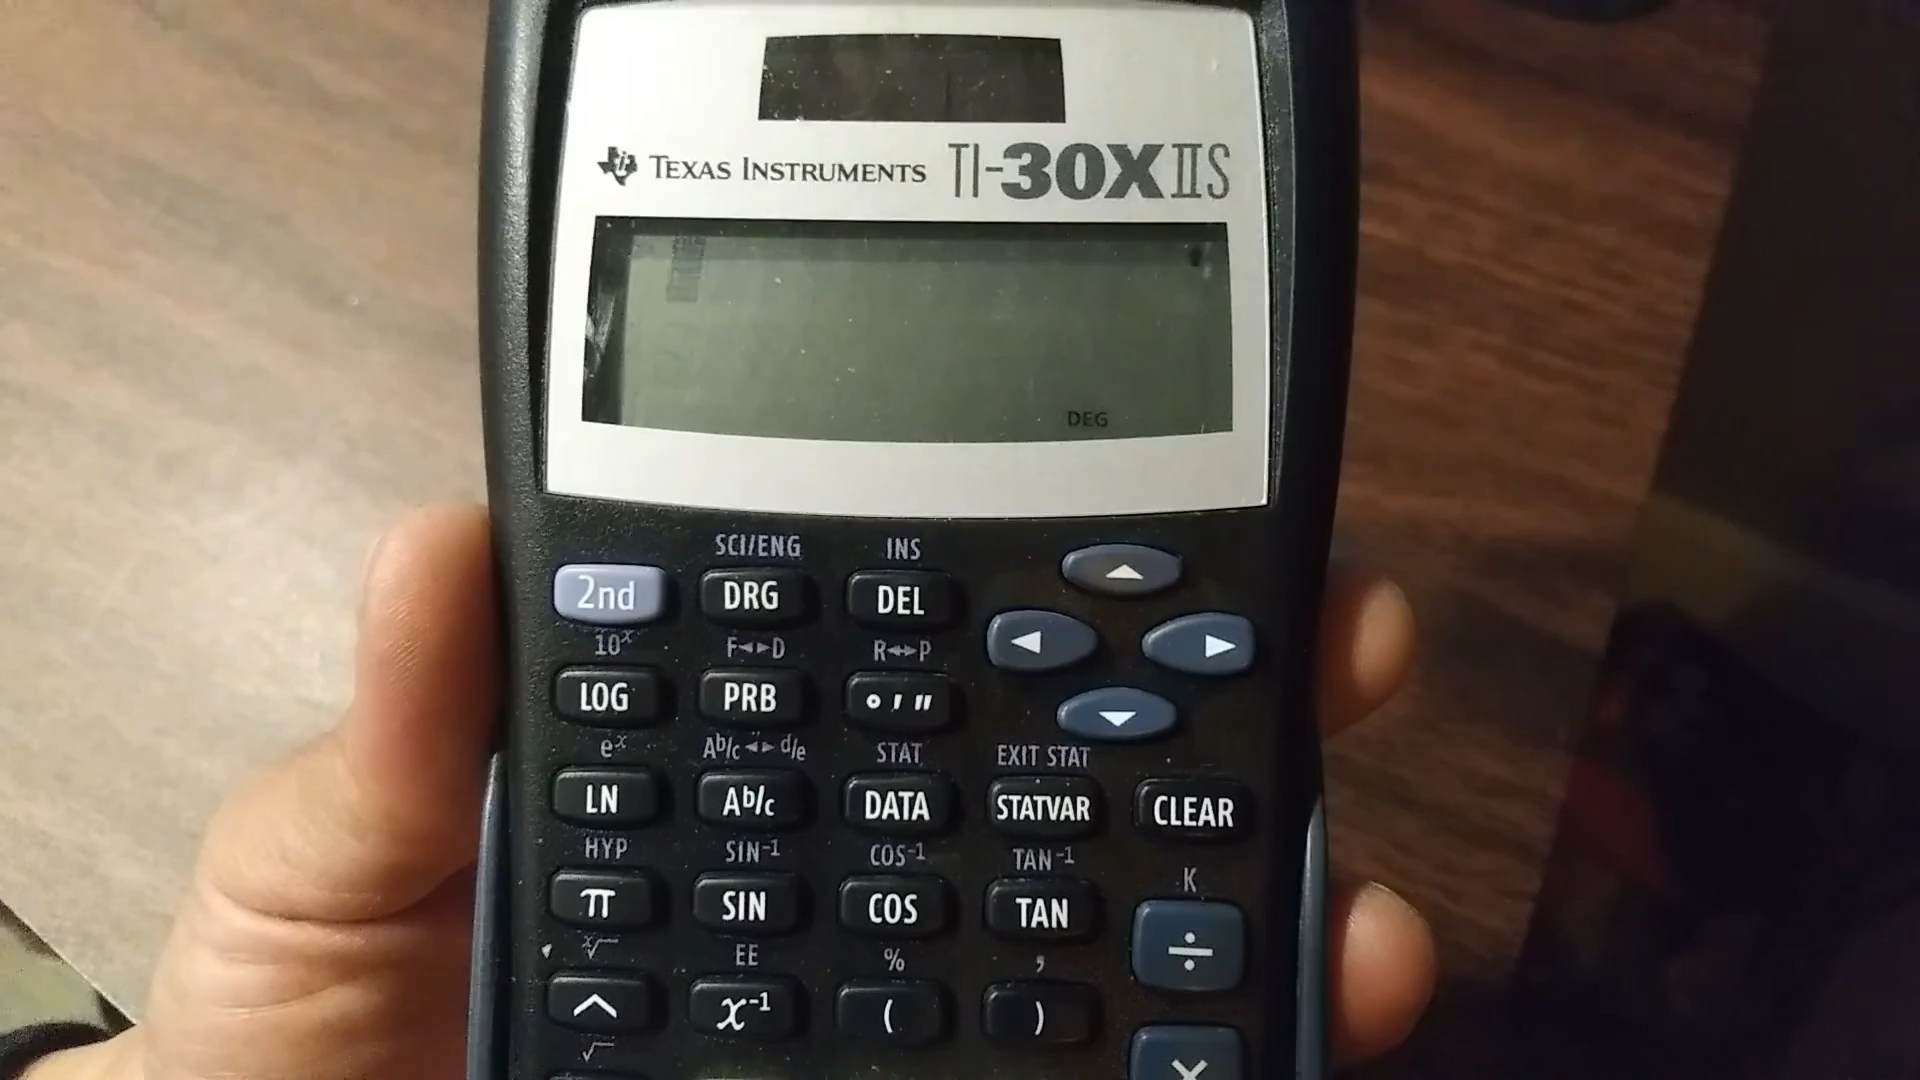 TEXAS INSTRUMENTS TI-30XIIS
DEG
SCI/ENG INS
2nd DRG DEL
10ˣ F◄►D R◄►P
LOG PRB ° ' "
eˣ Ab/c◄►d/e STAT EXIT STAT
LN Ab/c DATA STATVAR CLEAR
HYP SIN⁻¹ COS⁻¹ TAN⁻¹ K
π SIN COS TAN ÷
ˣ√ EE % ,
^ x⁻¹ ( )
√ ×